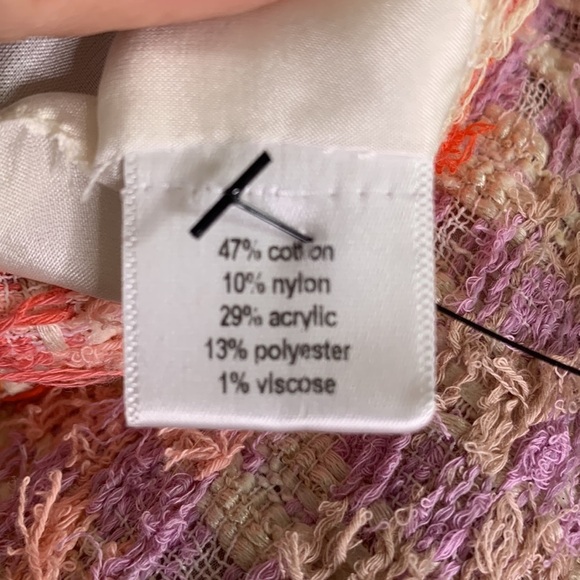 47% cotton
10% nylon
29% acrylic
13% polyester
1% viscose